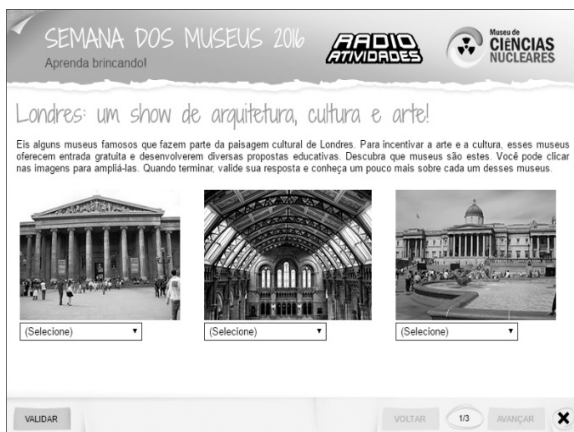 SEMANA DOS MUSEUS 2016
Aprenda brincando!
RADIO
ATIVIDADES
Museu de
CIÊNCIAS
NUCLEARES
Londres: um show de arquitetura, cultura e arte!
Eis alguns museus famosos que fazem parte da paisagem cultural de Londres. Para incentivar a arte e a cultura, esses museus
oferecem entrada gratuita e desenvolverem diversas propostas educativas. Descubra que museus são estes. Você pode clicar
nas imagens para ampliá-las. Quando terminar, valide sua resposta e conheça um pouco mais sobre cada um desses museus.
(Selecione) (Selecione) (Selecione)
VALIDAR VOLTAR 1/3 AVANÇAR X